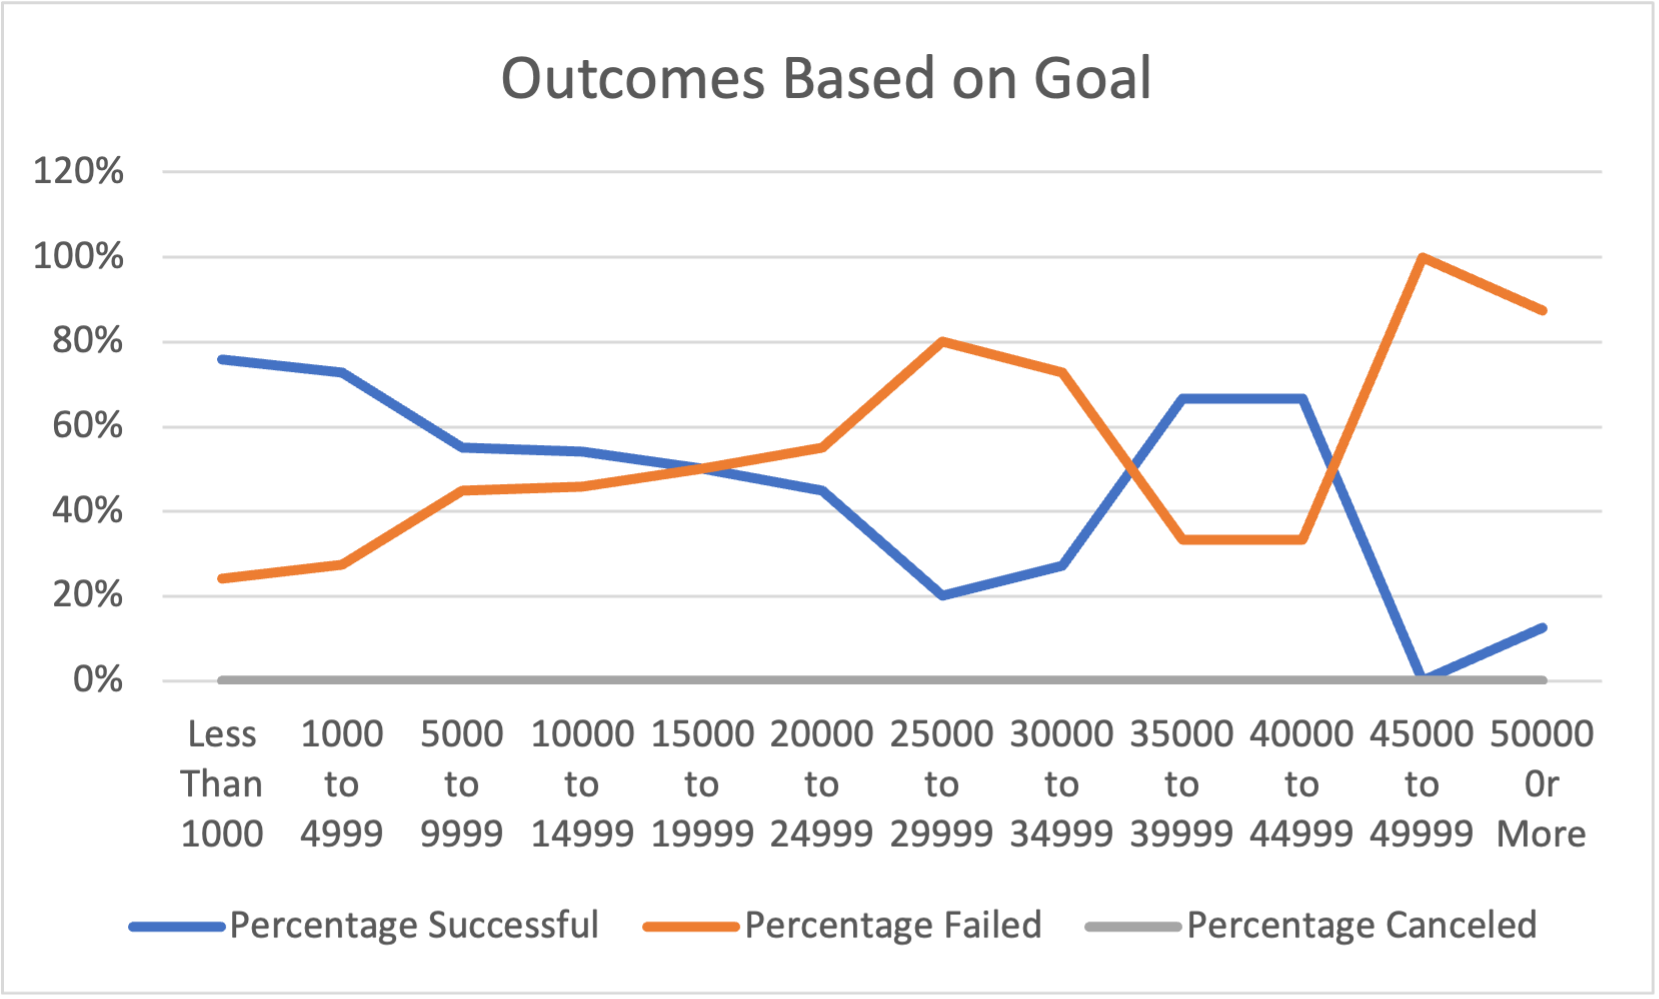 Outcomes Based on Goal
120%
100%
80%
60%
40%
20%
0%
Less Than 1000
1000 to 4999
5000 to 9999
10000 to 14999
15000 to 19999
20000 to 24999
25000 to 29999
30000 to 34999
35000 to 39999
40000 to 44999
45000 to 49999
50000 0r More
Percentage Successful
Percentage Failed
Percentage Canceled